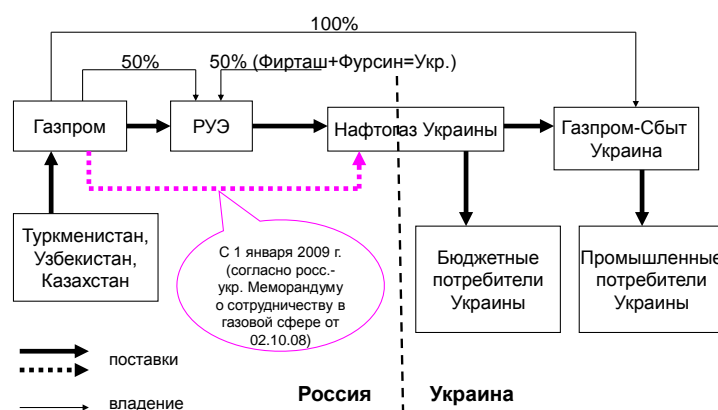 100%
50%
50% (Фирташ+Фурсин=Укр.)
Газпром
РУЭ
Нафтогаз Украины
Газпром-Сбыт
Украина
Туркменистан,
Узбекистан,
Казахстан
С 1 января 2009 г.
(согласно росс.-
укр. Меморандуму
о сотрудничеству в
газовой сфере от
02.10.08)
Бюджетные
потребители
Украины
Промышленные
потребители
Украины
поставки
владение
Россия
Украина